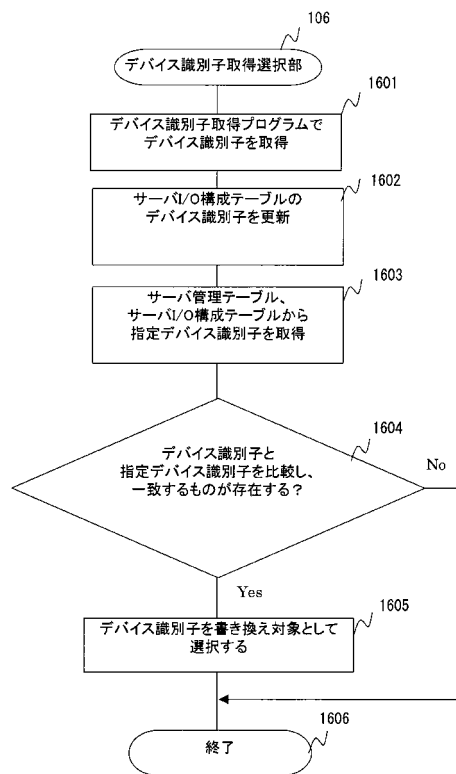 106
デバイス識別子取得選択部
1601
デバイス識別子取得プログラムで
デバイス識別子を取得
1602
サーバI/O構成テーブルの
デバイス識別子を更新
1603
サーバ管理テーブル、
サーバI/O構成テーブルから
指定デバイス識別子を取得
1604
デバイス識別子と
指定デバイス識別子を比較し、
一致するものが存在する？
No
Yes
1605
デバイス識別子を書き換え対象として
選択する
1606
終了